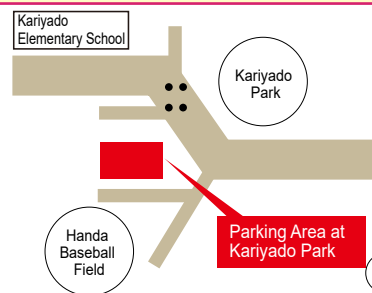 Kariyado
Elementary School
Kariyado
Park
Parking Area at
Kariyado Park
Handa
Baseball
Field